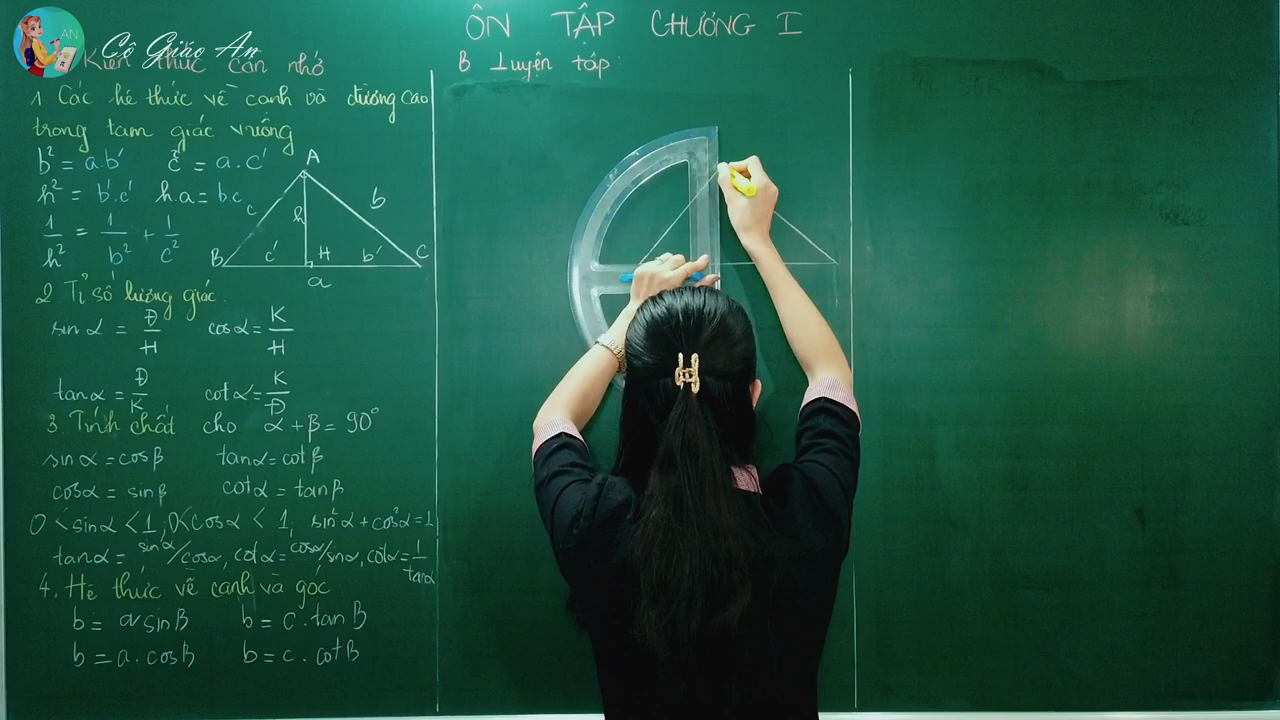 AN
Cô Giáo An
ÔN TẬP CHƯƠNG I
Kiến thức cần nhớ
B Luyện tập:
1 Các hệ thức về cạnh và đường cao
trong tam giác vuông
b² = a.b' c² = a.c'
h² = b'.c' h.a = b.c
1/h² = 1/b² + 1/c²
A
c h b
B c' H b' C
a
2 Tỉ số lượng giác
sin α = Đ/H cos α = K/H
tan α = Đ/K cot α = K/Đ
3. Tính chất cho α + β = 90°
sin α = cos β tan α = cot β
cos α = sin β cot α = tan β
0 < sin α < 1, 0 < cos α < 1, sin² α + cos² α = 1
tan α = sin α/cos α, cot α = cos α/sin α, cot α = 1/tan α
4. Hệ thức về cạnh và góc
b = a sin B b = c . tan B
b = a . cos B b = c . cot B